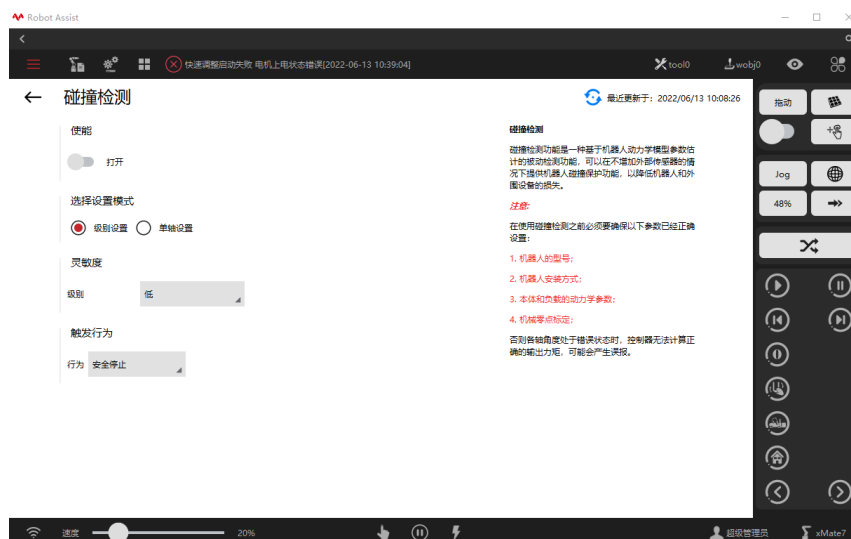 Robot Assist
快速调整启动失败 电机上电状态错误[2022-06-13 10:39:04]
tool0
wobj0
碰撞检测
最近更新于：2022/06/13 10:08:26
使能
打开
选择设置模式
级别设置
单轴设置
灵敏度
级别
低
触发行为
行为
安全停止
碰撞检测
碰撞检测功能是一种基于机器人动力学模型参数估
计的被动检测功能，可以在不增加外部传感器的情
况下提供机器人碰撞保护功能，以降低机器人和外
围设备的损失。
注意:
在使用碰撞检测之前必须要确保以下参数已经正确
设置：
1. 机器人的型号;
2. 机器人安装方式;
3. 本体和负载的动力学参数;
4. 机械零点标定;
否则各轴角度处于错误状态时，控制器无法计算正
确的输出力矩，可能会产生误报。
拖动
Jog
48%
速度
20%
超级管理员
xMate7